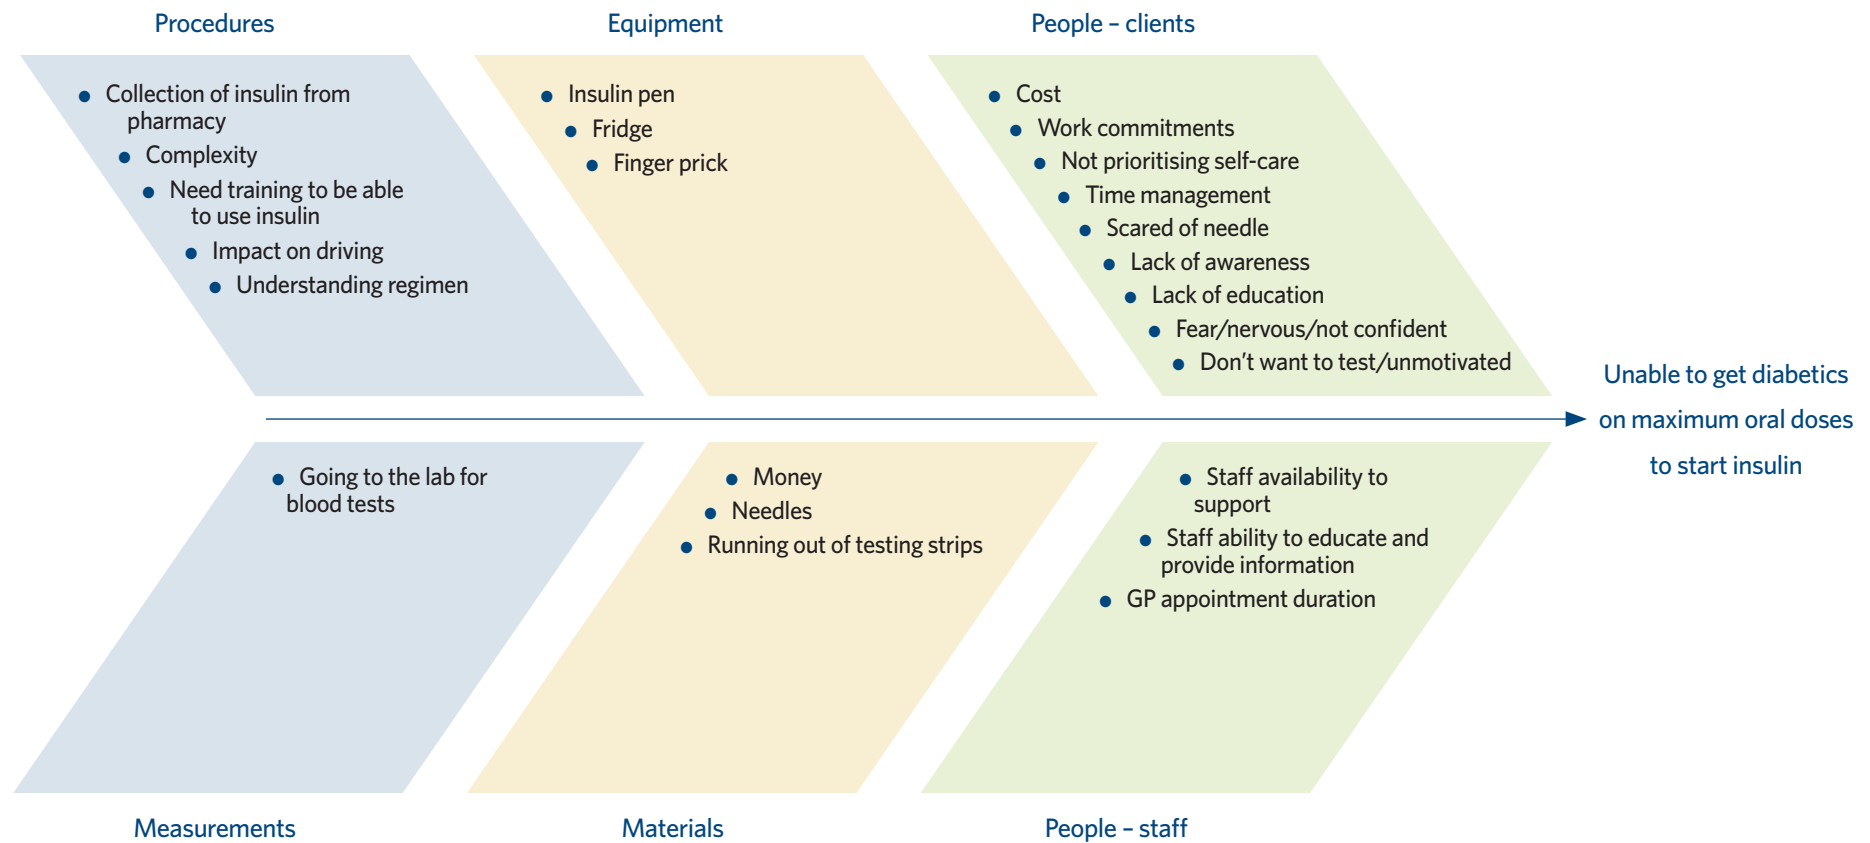 Procedures
Equipment
People – clients
Collection of insulin from
pharmacy
Complexity
Need training to be able
to use insulin
Impact on driving
Understanding regimen
Insulin pen
Fridge
Finger prick
Cost
Work commitments
Not prioritising self-care
Time management
Scared of needle
Lack of awareness
Lack of education
Fear/nervous/not confident
Don’t want to test/unmotivated
Unable to get diabetics
on maximum oral doses
to start insulin
Going to the lab for
blood tests
Money
Needles
Running out of testing strips
Staff availability to
support
Staff ability to educate and
provide information
GP appointment duration
Measurements
Materials
People – staff